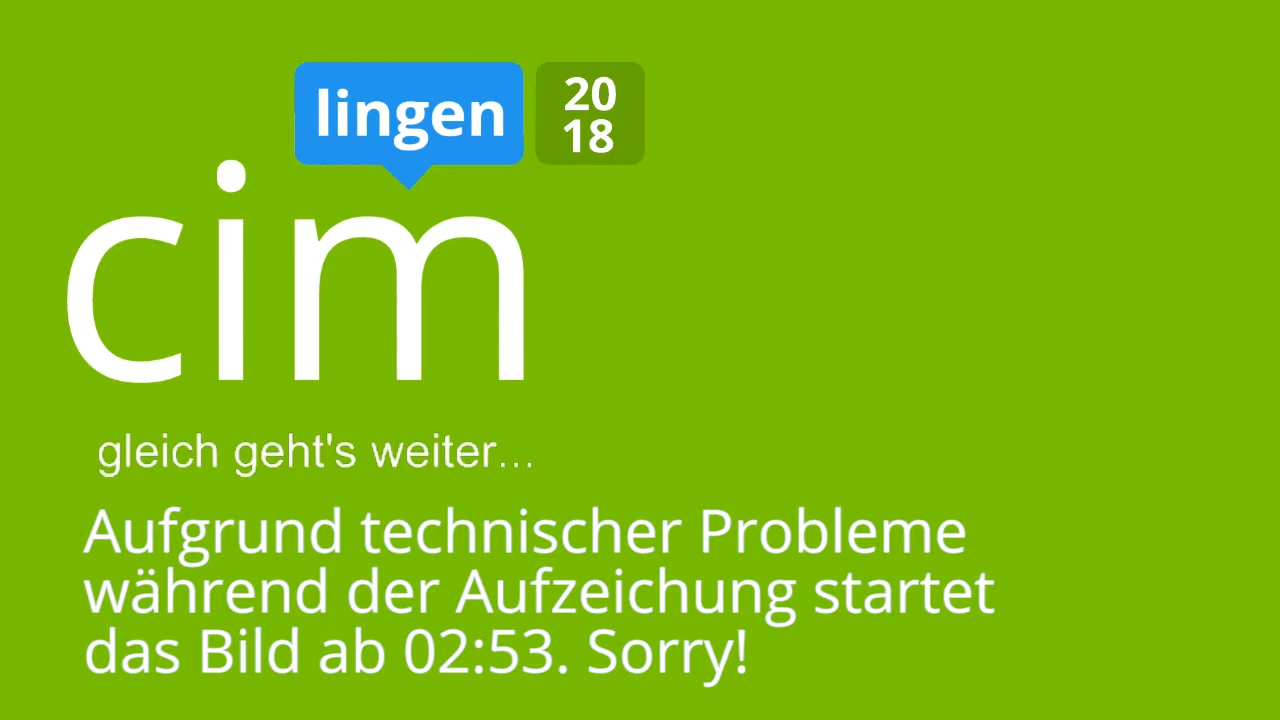 lingen
20
18
cim
gleich geht's weiter...
Aufgrund technischer Probleme
während der Aufzeichung startet
das Bild ab 02:53. Sorry!